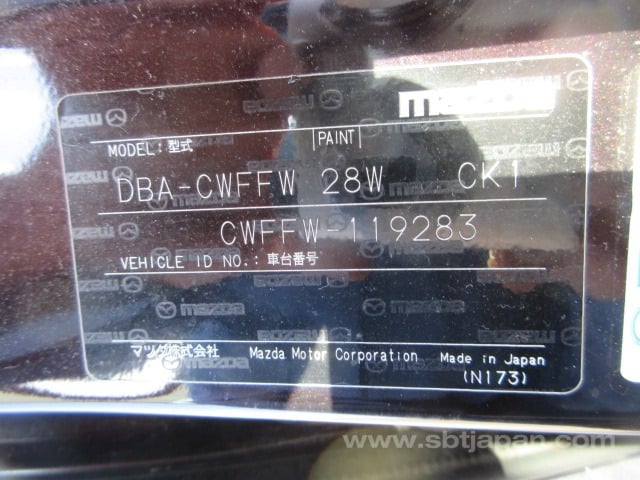 mazda
MODEL: 型式 PAINT
DBA-CWFFW 28W CK1
CWFFW-119283
VEHICLE ID NO.: 車台番号
マツダ株式会社 Mazda Motor Corporation Made in Japan
(N173)
www.sbtjapan.com